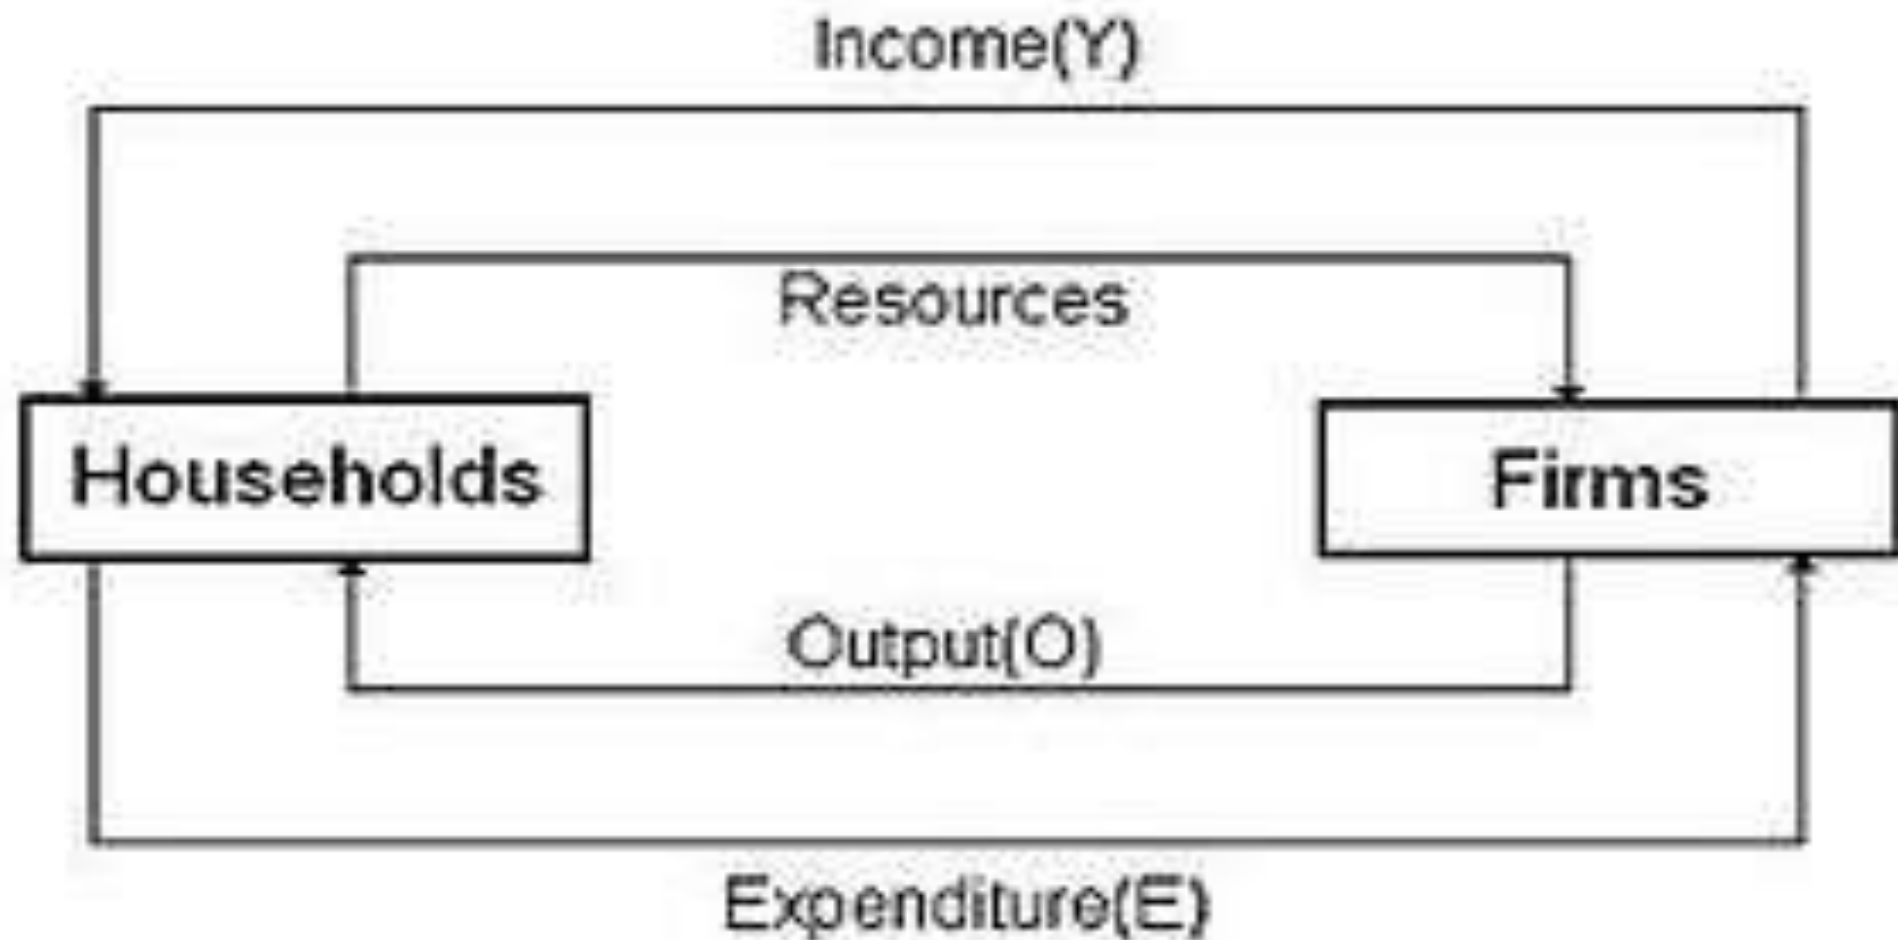 Income(Y)
Resources
Households
Firms
Output(O)
Expenditure(E)